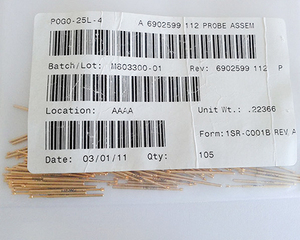 POGO-25L-4 A 6902599 112 PROBE ASSEM
Batch/Lot: M803300-01 Rev: 6902599 112 P
Location: AAAA Unit Wt.: .22366
Form: 1SR-C001B REV. A
Date: 03/01/11 Qty: 105